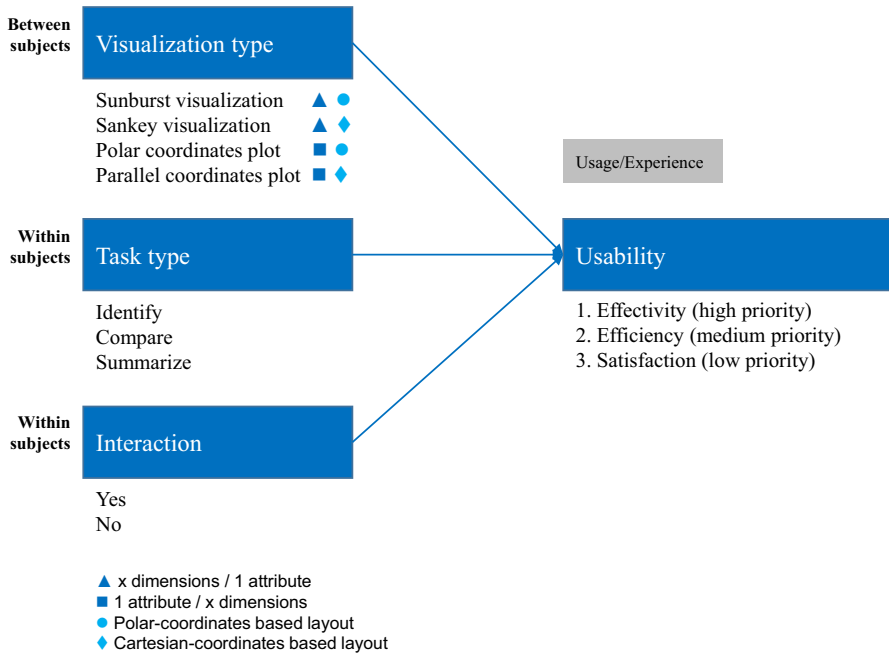 Between
subjects
Visualization type
Sunburst visualization
Sankey visualization
Polar coordinates plot
Parallel coordinates plot
Usage/Experience
Within
subjects
Task type
Identify
Compare
Summarize
Usability
1. Effectivity (high priority)
2. Efficiency (medium priority)
3. Satisfaction (low priority)
Within
subjects
Interaction
Yes
No
x dimensions / 1 attribute
1 attribute / x dimensions
Polar-coordinates based layout
Cartesian-coordinates based layout